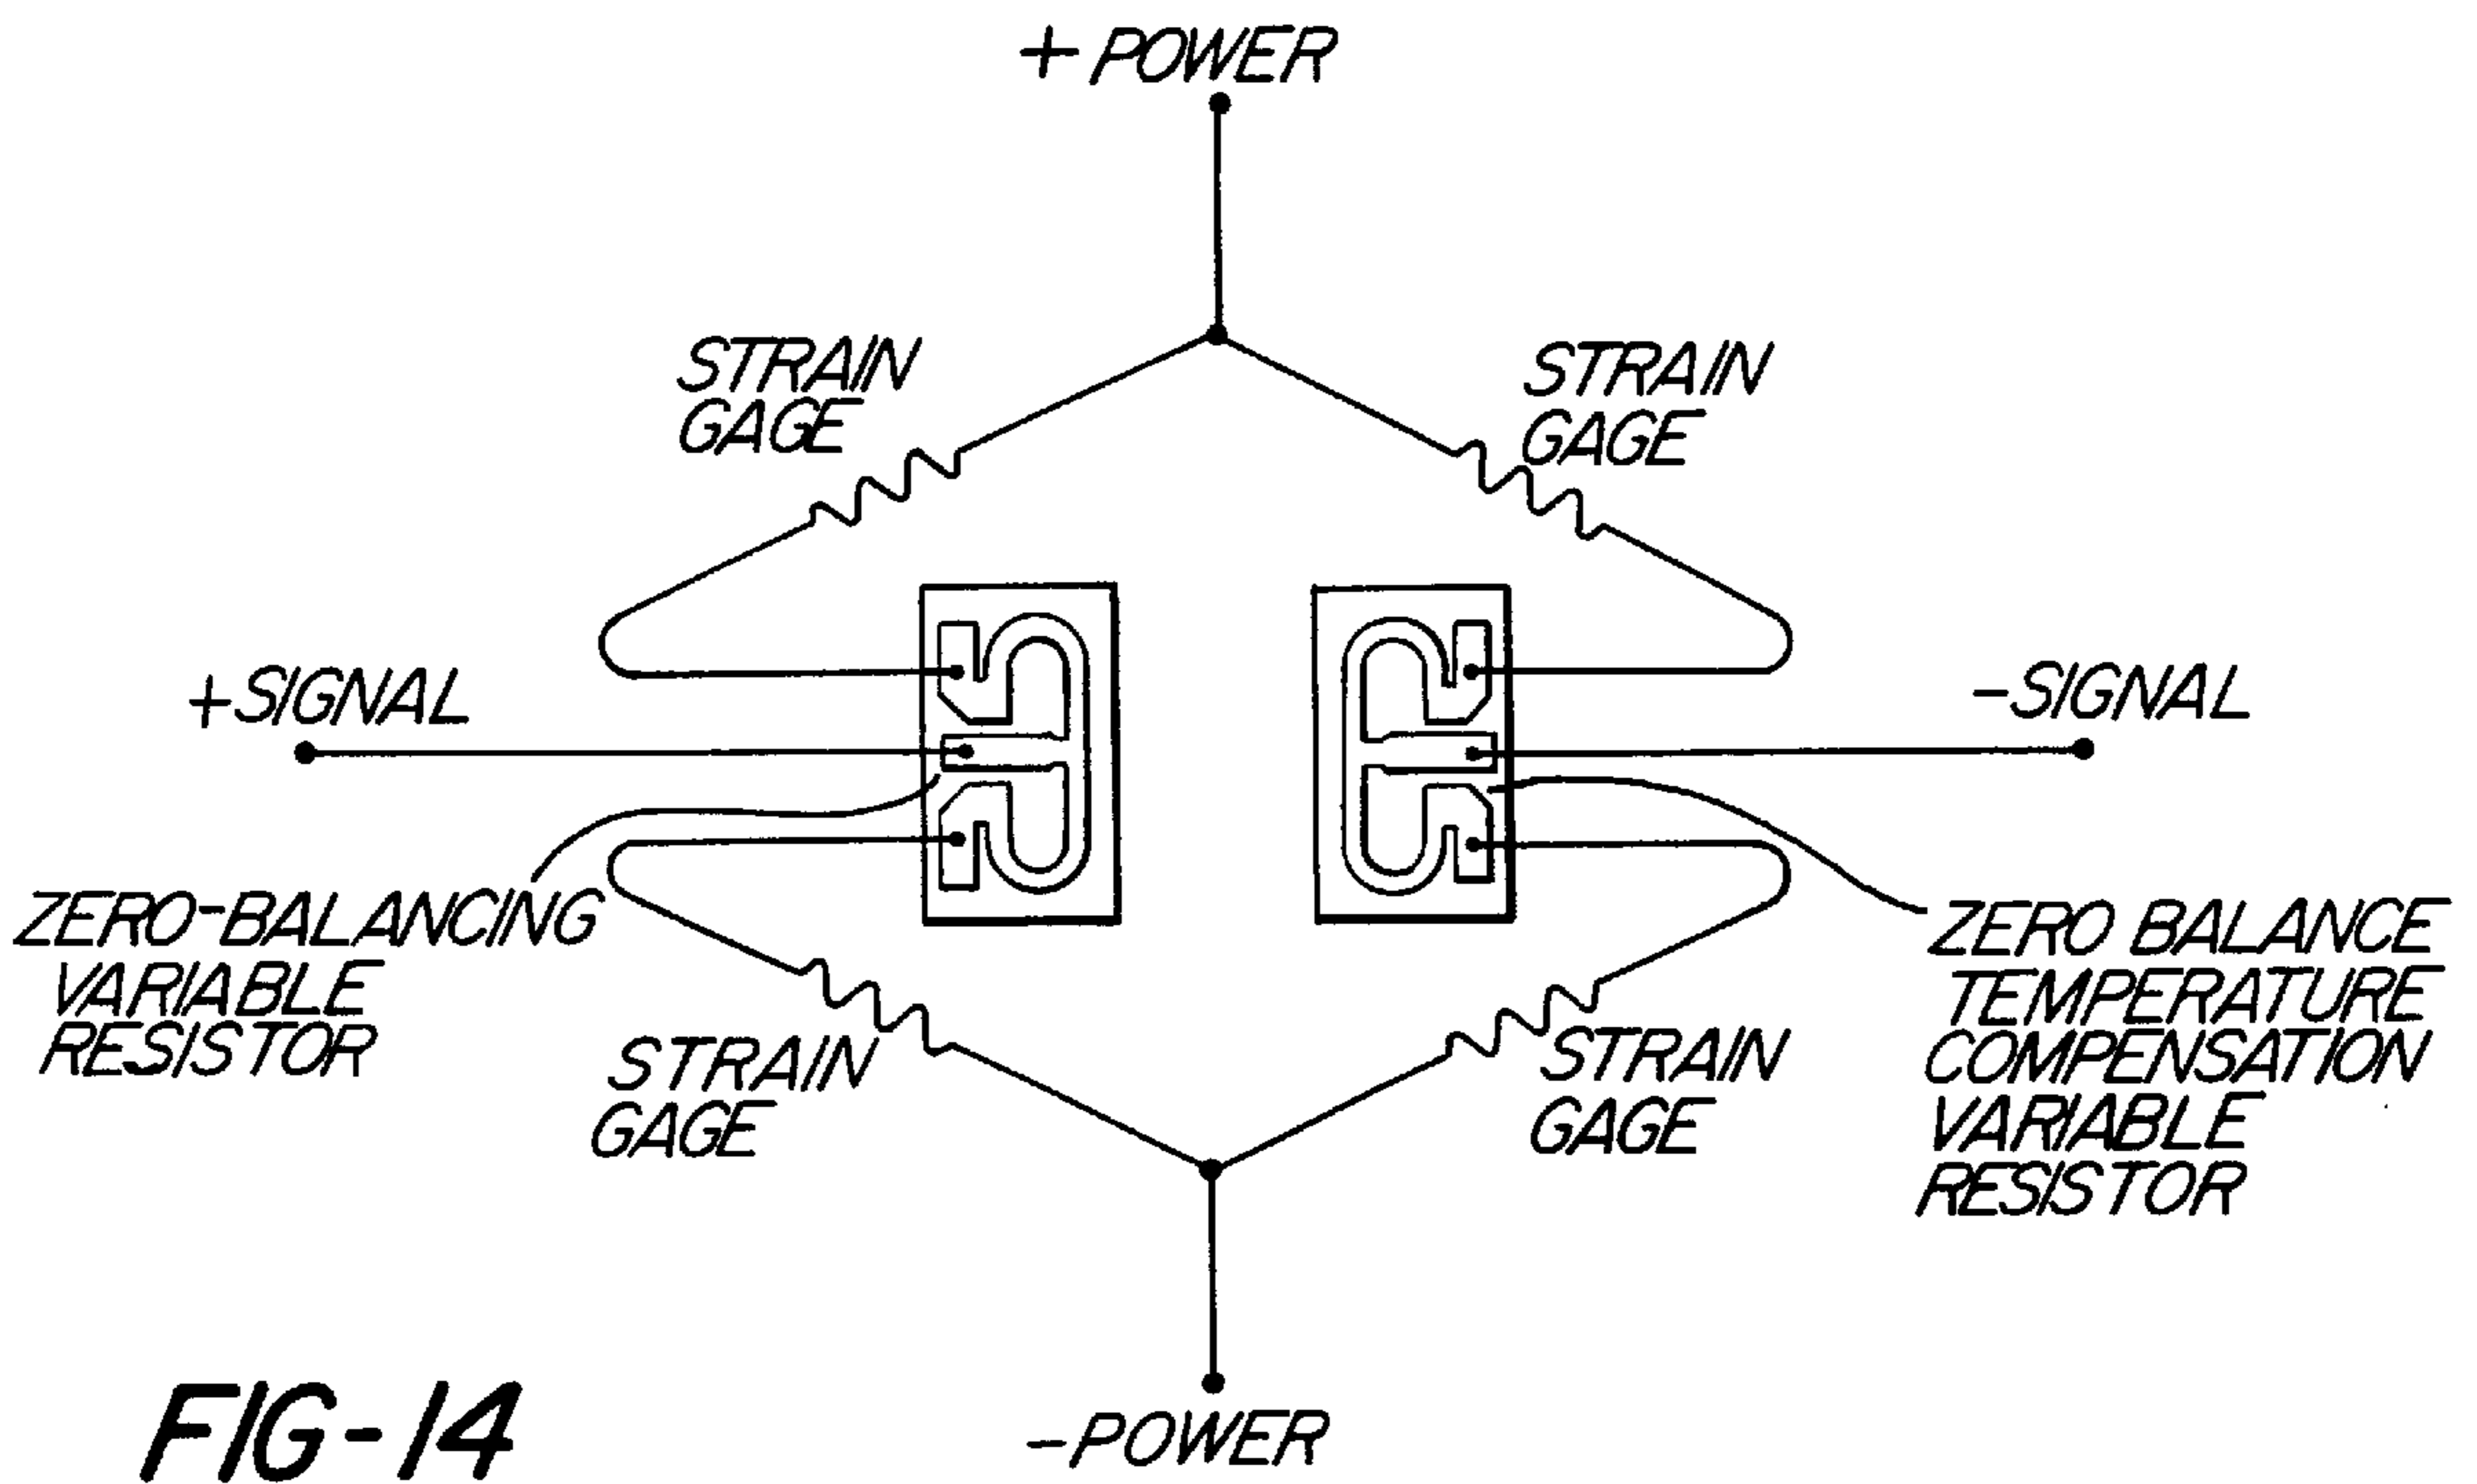 +POWER
STRAIN
GAGE
STRAIN
GAGE
+SIGNAL
-SIGNAL
ZERO-BALANCING
VARIABLE
RESISTOR
ZERO BALANCE
TEMPERATURE
COMPENSATION
VARIABLE
RESISTOR
STRAIN
GAGE
STRAIN
GAGE
-POWER
FIG-14